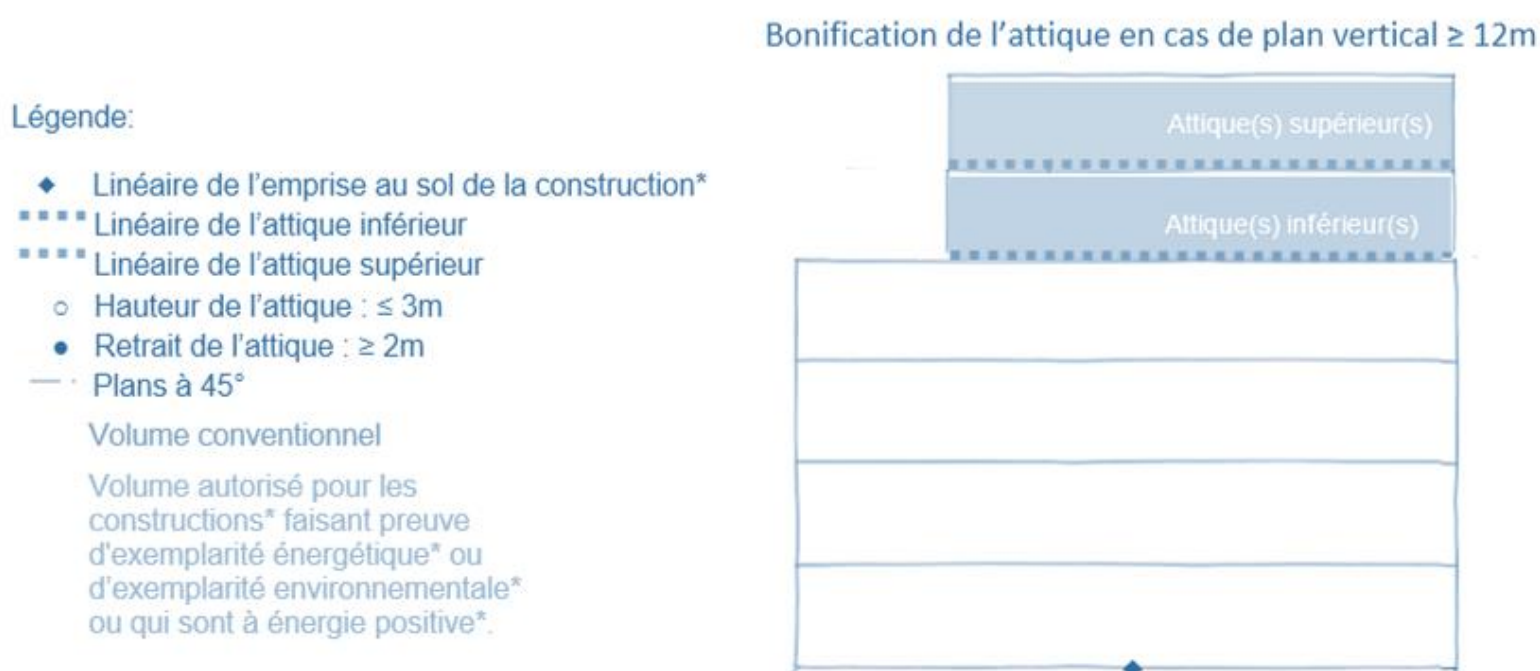 Bonification de l'attique en cas de plan vertical ≥ 12m
Légende:
Linéaire de l'emprise au sol de la construction*
Linéaire de l'attique inférieur
Linéaire de l'attique supérieur
Hauteur de l'attique : ≤ 3m
Retrait de l'attique : ≥ 2m
Plans à 45°
Volume conventionnel
Volume autorisé pour les
constructions* faisant preuve
d'exemplarité énergétique* ou
d'exemplarité environnementale*
ou qui sont à énergie positive*.
Attique(s) supérieur(s)
Attique(s) inférieur(s)